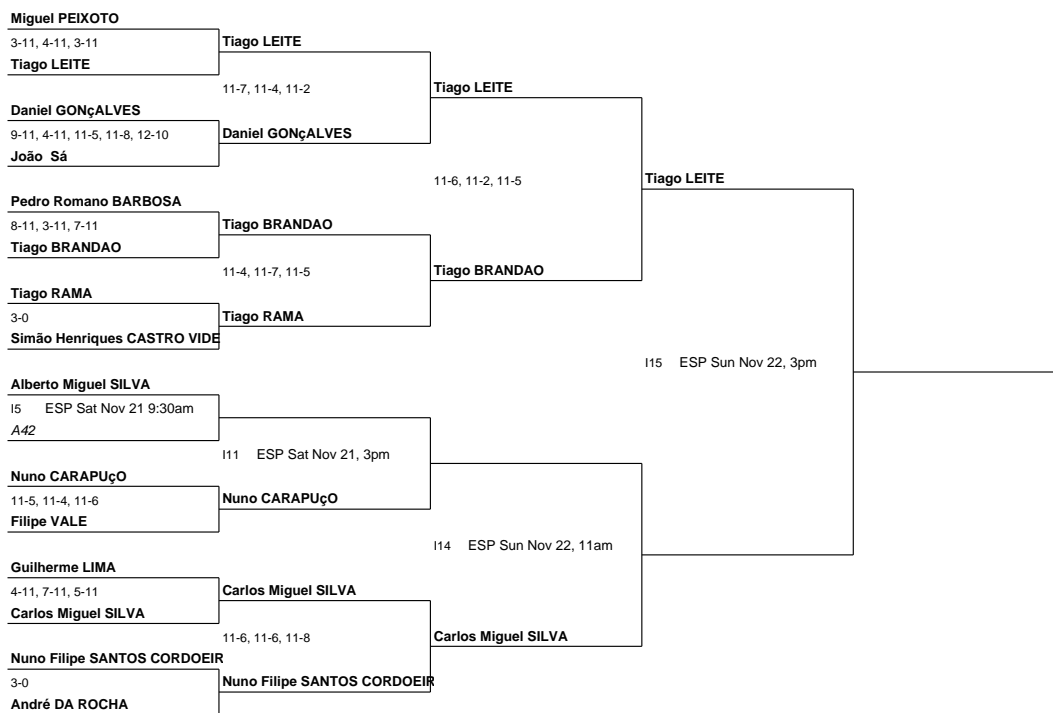 Miguel PEIXOTO
3-11, 4-11, 3-11
Tiago LEITE
Tiago LEITE
11-7, 11-4, 11-2
Tiago LEITE
Daniel GONçALVES
9-11, 4-11, 11-5, 11-8, 12-10
Daniel GONçALVES
João Sá
11-6, 11-2, 11-5
Tiago LEITE
Pedro Romano BARBOSA
8-11, 3-11, 7-11
Tiago BRANDAO
Tiago BRANDAO
11-4, 11-7, 11-5
Tiago BRANDAO
Tiago RAMA
3-0
Tiago RAMA
Simão Henriques CASTRO VIDE
I15 ESP Sun Nov 22, 3pm
Alberto Miguel SILVA
I5 ESP Sat Nov 21 9:30am
A42
I11 ESP Sat Nov 21, 3pm
Nuno CARAPUçO
11-5, 11-4, 11-6
Nuno CARAPUçO
Filipe VALE
I14 ESP Sun Nov 22, 11am
Guilherme LIMA
4-11, 7-11, 5-11
Carlos Miguel SILVA
Carlos Miguel SILVA
11-6, 11-6, 11-8
Carlos Miguel SILVA
Nuno Filipe SANTOS CORDOEIR
3-0
Nuno Filipe SANTOS CORDOEIR
André DA ROCHA